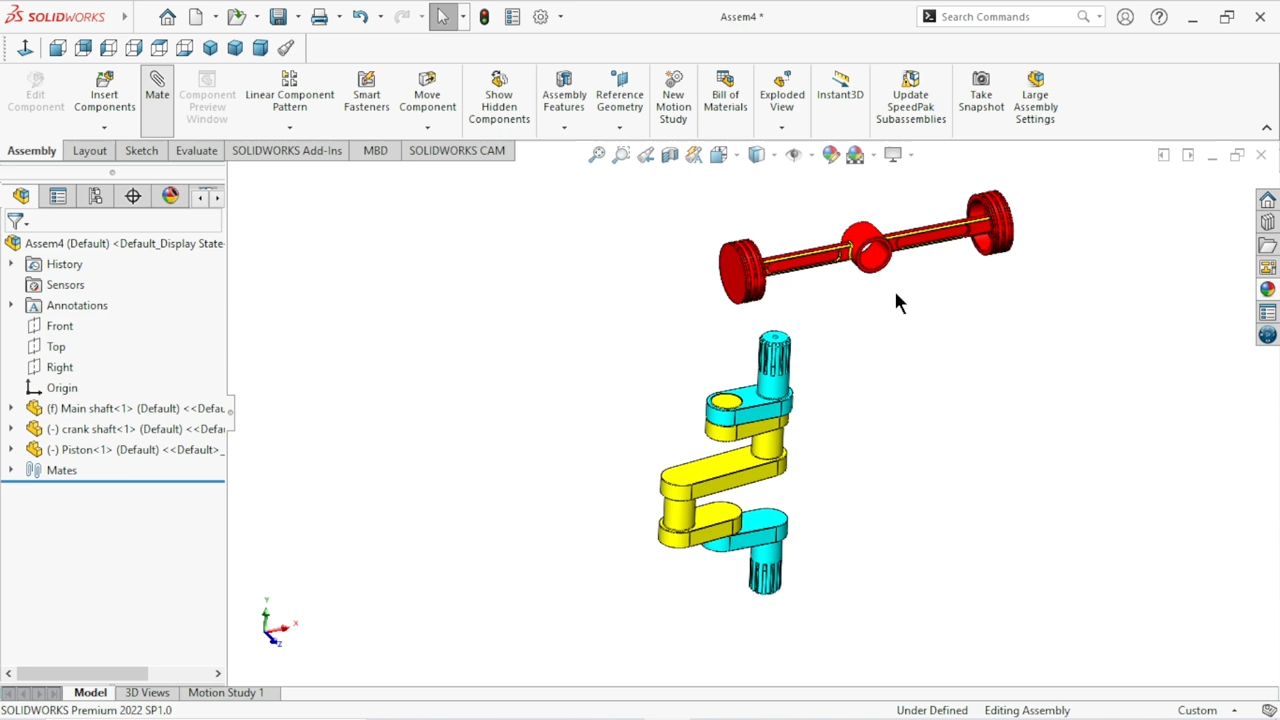 SOLIDWORKS
Assem4 *
Search Commands
Edit Component
Insert Components
Mate
Component Preview Window
Linear Component Pattern
Smart Fasteners
Move Component
Show Hidden Components
Assembly Features
Reference Geometry
New Motion Study
Bill of Materials
Exploded View
Instant3D
Update SpeedPak Subassemblies
Take Snapshot
Large Assembly Settings
Assembly
Layout
Sketch
Evaluate
SOLIDWORKS Add-Ins
MBD
SOLIDWORKS CAM
Assem4 (Default) <Default_Display State-
History
Sensors
Annotations
Front
Top
Right
Origin
(f) Main shaft<1> (Default) <<Defau
(-) crank shaft<1> (Default) <<Defa
(-) Piston<1> (Default) <<Default>_
Mates
Y
X
Z
Model
3D Views
Motion Study 1
SOLIDWORKS Premium 2022 SP1.0
Under Defined
Editing Assembly
Custom